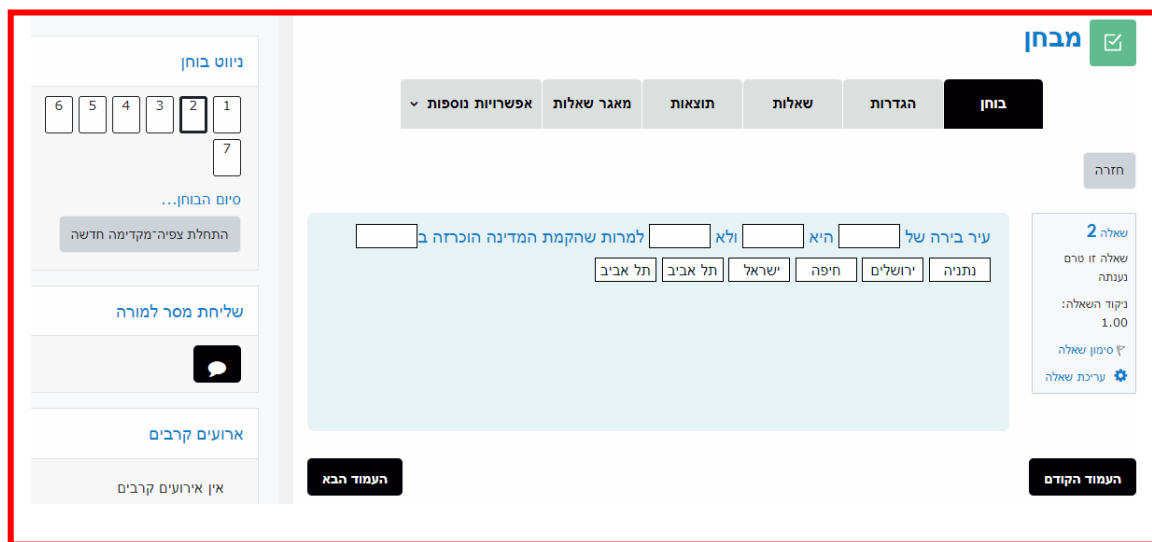 מבחן
בוחן הגדרות שאלות תוצאות מאגר שאלות אפשרויות נוספות
חזרה
שאלה 2
שאלה זו טרם
נענתה
ניקוד השאלה:
1.00
סימון שאלה
עריכת שאלה
עיר בירה של היא ולא למרות שהקמת המדינה הוכרזה ב
נתניה ירושלים חיפה ישראל תל אביב תל אביב
העמוד הקודם העמוד הבא
ניווט בוחן
1 2 3 4 5 6
7
סיום הבוחן...
התחלת צפיה־מקדימה חדשה
שליחת מסר למורה
ארועים קרבים
אין אירועים קרבים